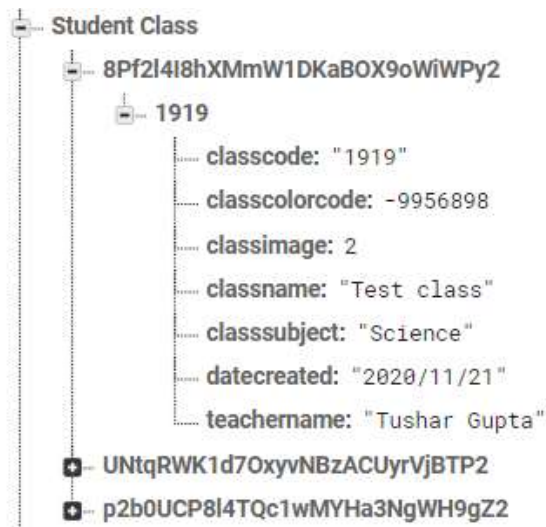 Student Class
8Pf2l4I8hXMmW1DKaBOX9oWiWPy2
1919
classcode: "1919"
classcolorcode: -9956898
classimage: 2
classname: "Test class"
classsubject: "Science"
datecreated: "2020/11/21"
teachername: "Tushar Gupta"
UNtqRWK1d7OxyvNBzACUyrVjBTP2
p2b0UCP8l4TQc1wMYHa3NgWH9gZ2